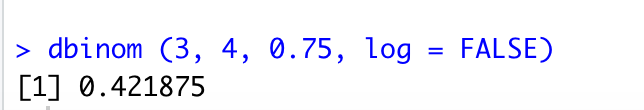 > dbinom (3, 4, 0.75, log = FALSE)
[1] 0.421875